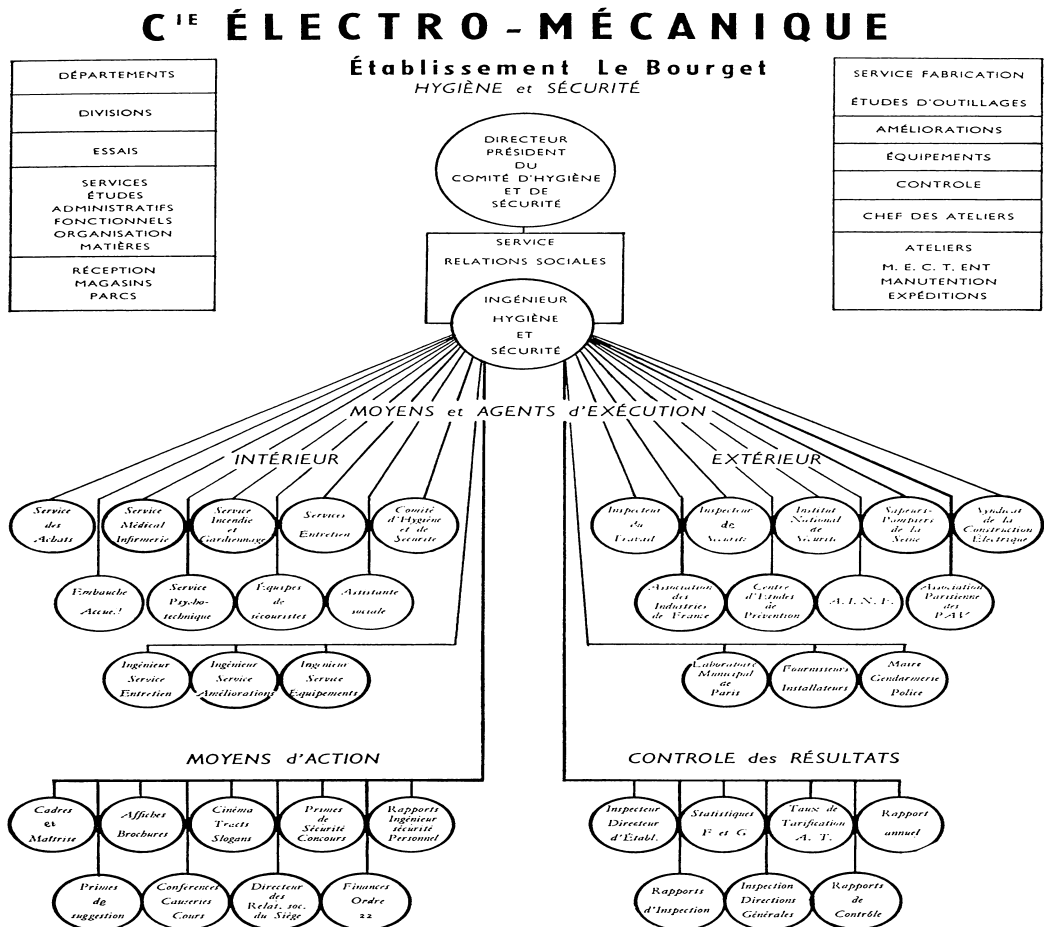 Cᴵᴱ ÉLECTRO-MÉCANIQUE
Établissement Le Bourget
HYGIÈNE et SÉCURITÉ
DÉPARTEMENTS
DIVISIONS
ESSAIS
SERVICES
ÉTUDES
ADMINISTRATIFS
FONCTIONNELS
ORGANISATION
MATIÈRES
RÉCEPTION
MAGASINS
PARCS
DIRECTEUR
PRÉSIDENT
DU
COMITÉ D'HYGIÈNE
ET DE
SÉCURITÉ
SERVICE
RELATIONS SOCIALES
INGÉNIEUR
HYGIÈNE
ET
SÉCURITÉ
SERVICE FABRICATION
ÉTUDES D'OUTILLAGES
AMÉLIORATIONS
ÉQUIPEMENTS
CONTROLE
CHEF DES ATELIERS
ATELIERS
M. E. C. T. ENT
MANUTENTION
EXPÉDITIONS
MOYENS et AGENTS d'EXÉCUTION
INTÉRIEUR
Service
des
Achats
Service
Médical
Infirmerie
Service
Incendie
et
Gardiennage
Services
Entretien
Comité
d'Hygiène
et de
Sécurité
Embauche
Service
Psycho-
technique
Équipes
de
secouristes
Assistante
sociale
Ingénieur
Service
Entretien
Ingénieur
Service
Améliorations
Ingénieur
Service
Équipements
EXTÉRIEUR
Inspecteur
du
Travail
Inspecteur
de
Sécurité
Institut
National
de
Sécurité
Sapeurs-
Pompiers
de la
Seine
Syndicat
de la
Construction
Électrique
Association
des
Industries
de France
Centre
d'Études
de
Prévention
Association
Parisienne
des
Laboratoire
Municipal
de
Paris
Fournisseurs
Installateurs
Maire
Gendarmerie
Police
MOYENS d'ACTION
Cadres
et
Maîtrise
Affiches
Brochures
Cinéma
Tracts
Slogans
Primes
de
Sécurité
Concours
Rapports
Ingénieur
sécurité
Personnel
Primes
de
suggestion
Conférences
Causeries
Cours
Directeur
des
Relat. soc.
du Siège
Finances
Ordre
22
CONTROLE des RÉSULTATS
Inspecteur
Directeur
d'Établ.
Statistiques
F et G
Taux de
Tarification
A. T.
Rapport
annuel
Rapports
d'Inspection
Inspection
Directions
Générales
Rapports
de
Contrôle